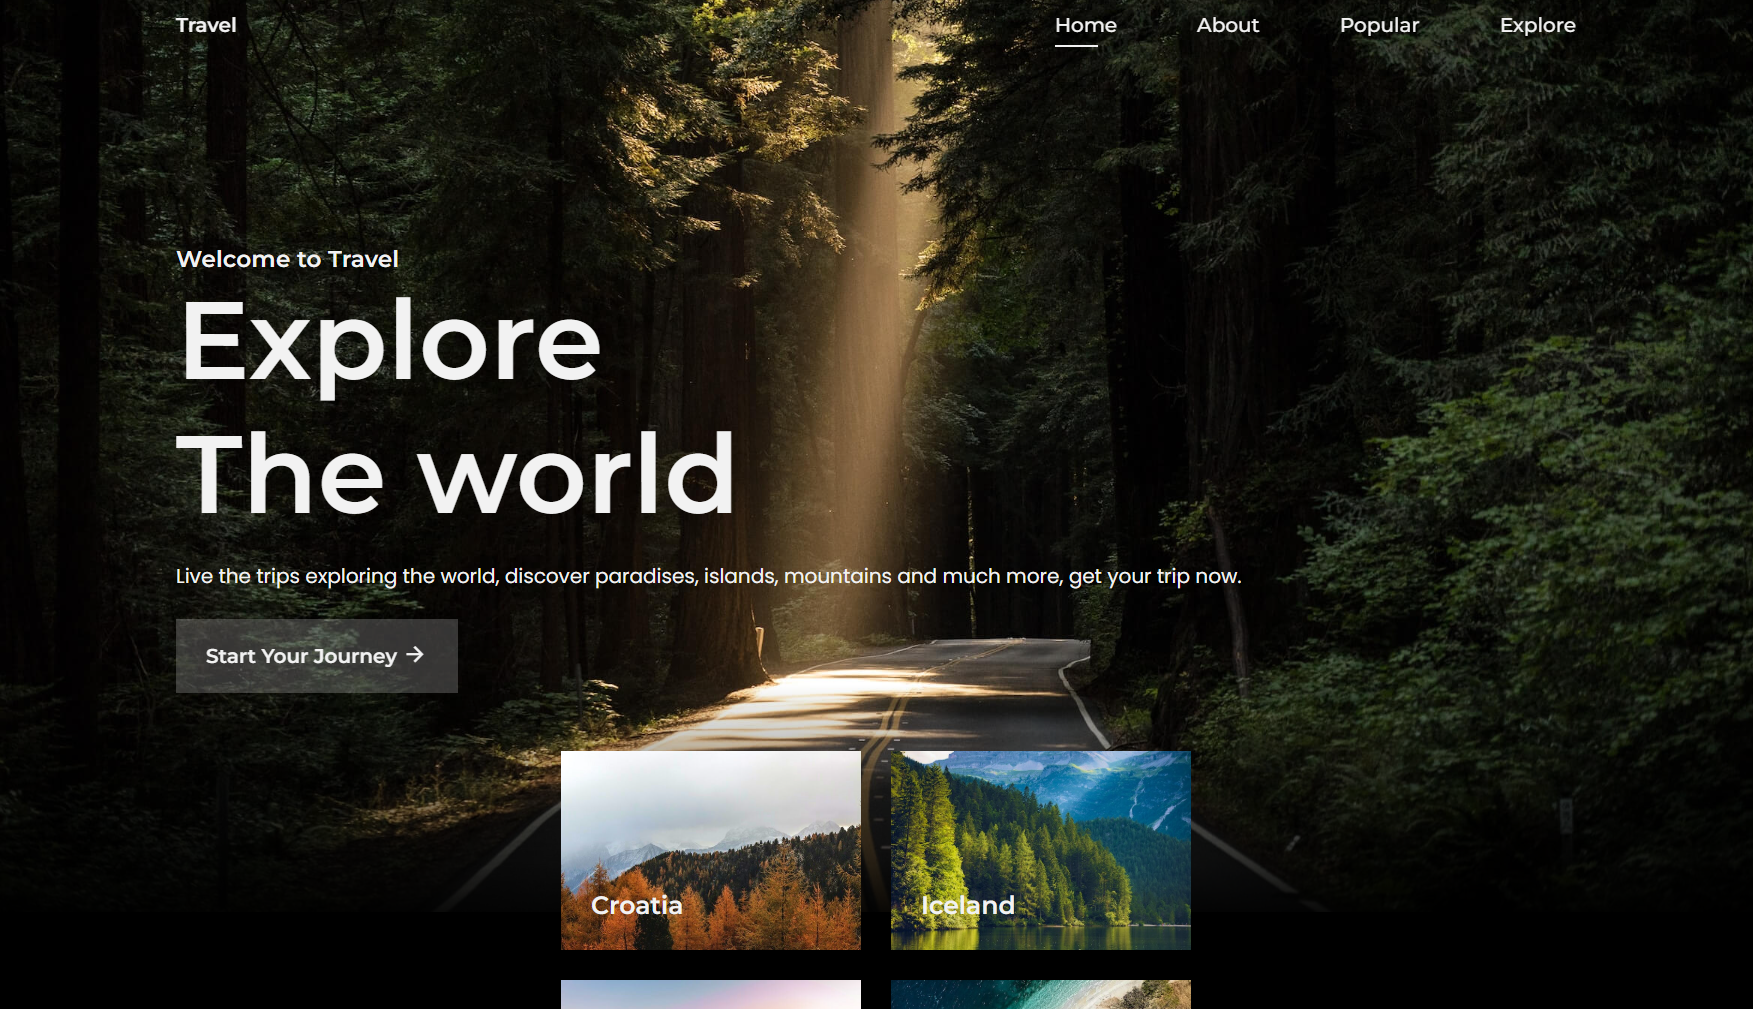 Travel
Home
About
Popular
Explore
Welcome to Travel
Explore
The world
Live the trips exploring the world, discover paradises, islands, mountains and much more, get your trip now.
Start Your Journey
Croatia
Iceland